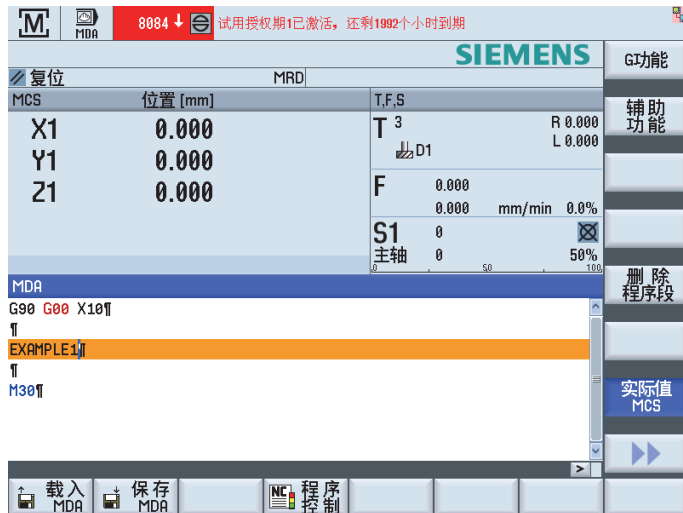 M MDA 8084 试用授权期1已激活，还剩1992个小时到期
SIEMENS
G功能
复位 MRD
MCS 位置 [mm] T,F,S
辅助
功能
X1 0.000 T 3 R 0.000
L 0.000
D1
Y1 0.000
Z1 0.000 F 0.000
0.000 mm/min 0.0%
S1 0
主轴 0 50%
0 50 100
删除
程序段
MDA
G90 G00 X10¶
¶
EXAMPLE1¶
¶
M30¶
实际值
MCS
载入
MDA
保存
MDA
NC 程序
控制